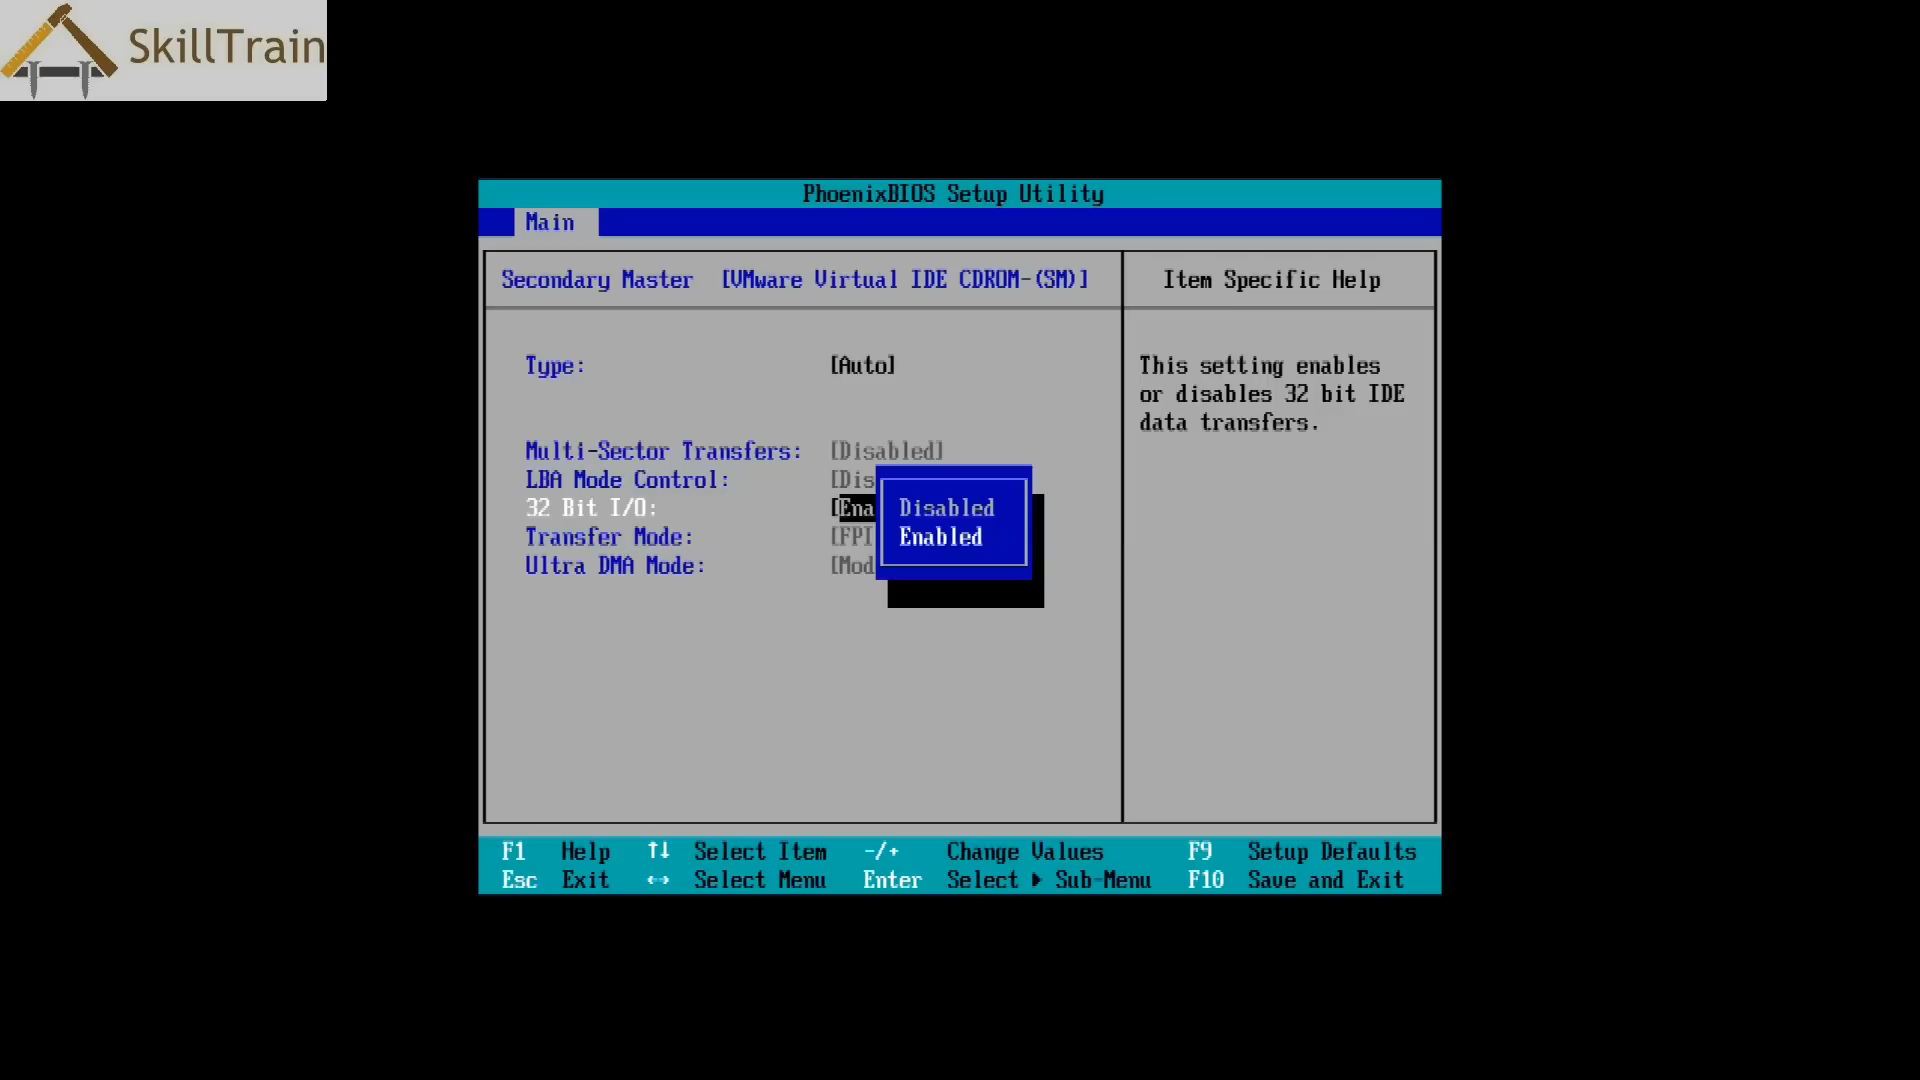 SkillTrain
PhoenixBIOS Setup Utility
Main
Secondary Master [VMware Virtual IDE CDROM-(SM)]
Item Specific Help
Type: [Auto]
This setting enables
or disables 32 bit IDE
data transfers.
Multi-Sector Transfers: [Disabled]
LBA Mode Control: [Dis
32 Bit I/O: [Ena
Transfer Mode: [FPI
Ultra DMA Mode: [Mod
Disabled
Enabled
F1 Help ↑↓ Select Item -/+ Change Values F9 Setup Defaults
Esc Exit ↔ Select Menu Enter Select ▶ Sub-Menu F10 Save and Exit